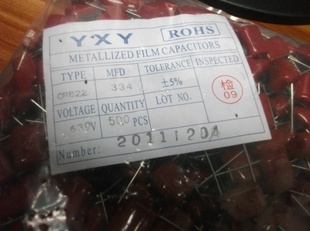 YXY ROHS
METALLIZED FILM CAPACITORS
TYPE MFD TOLERANCE INSPECTED
CBB22 334 ±5%
VOLTAGE QUANTITY LOT NO. 检
09
630V 500 PCS
Number: 20111204